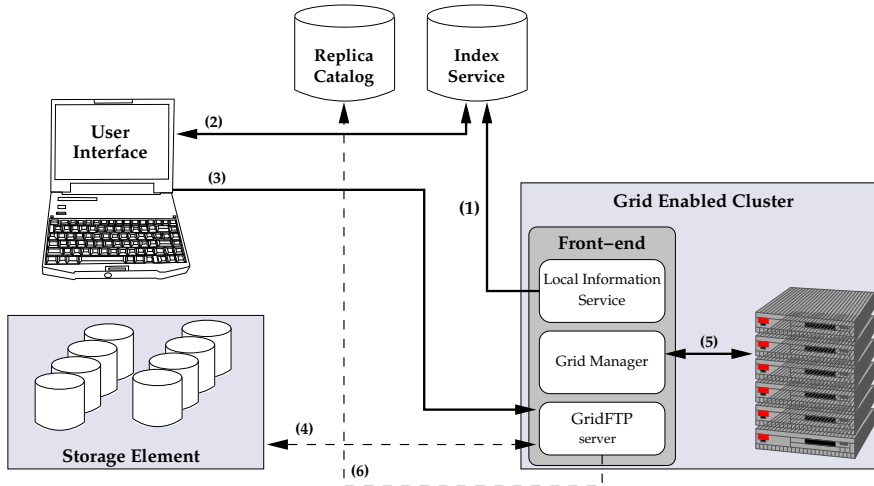 Replica
Catalog
Index
Service
User
Interface
(2)
(3)
(1)
Grid Enabled Cluster
Front−end
Local Information
Service
Grid Manager
(5)
GridFTP
server
(4)
Storage Element
(6)